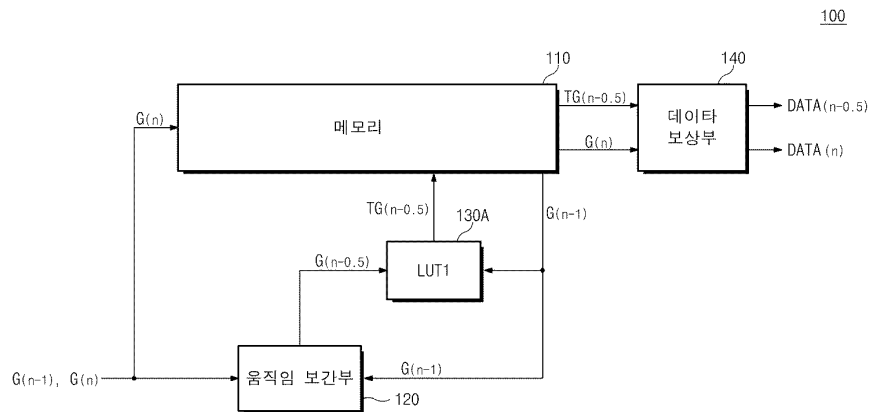 100
110
140
메모리
데이타
보상부
G(n)
TG(n-0.5)
G(n)
DATA(n-0.5)
DATA(n)
TG(n-0.5)
130A
G(n-1)
G(n-0.5)
LUT1
G(n-1), G(n)
움직임 보간부
G(n-1)
120